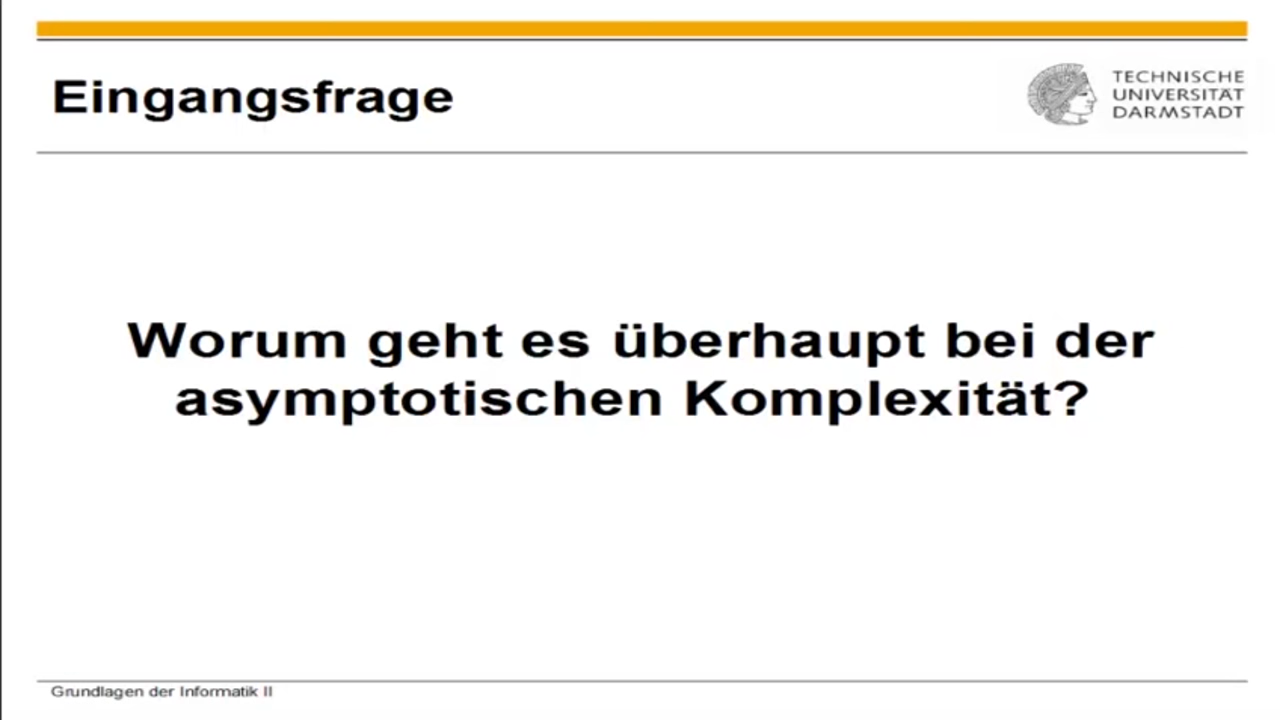 Eingangsfrage
TECHNISCHE
UNIVERSITÄT
DARMSTADT
Worum geht es überhaupt bei der
asymptotischen Komplexität?
Grundlagen der Informatik II